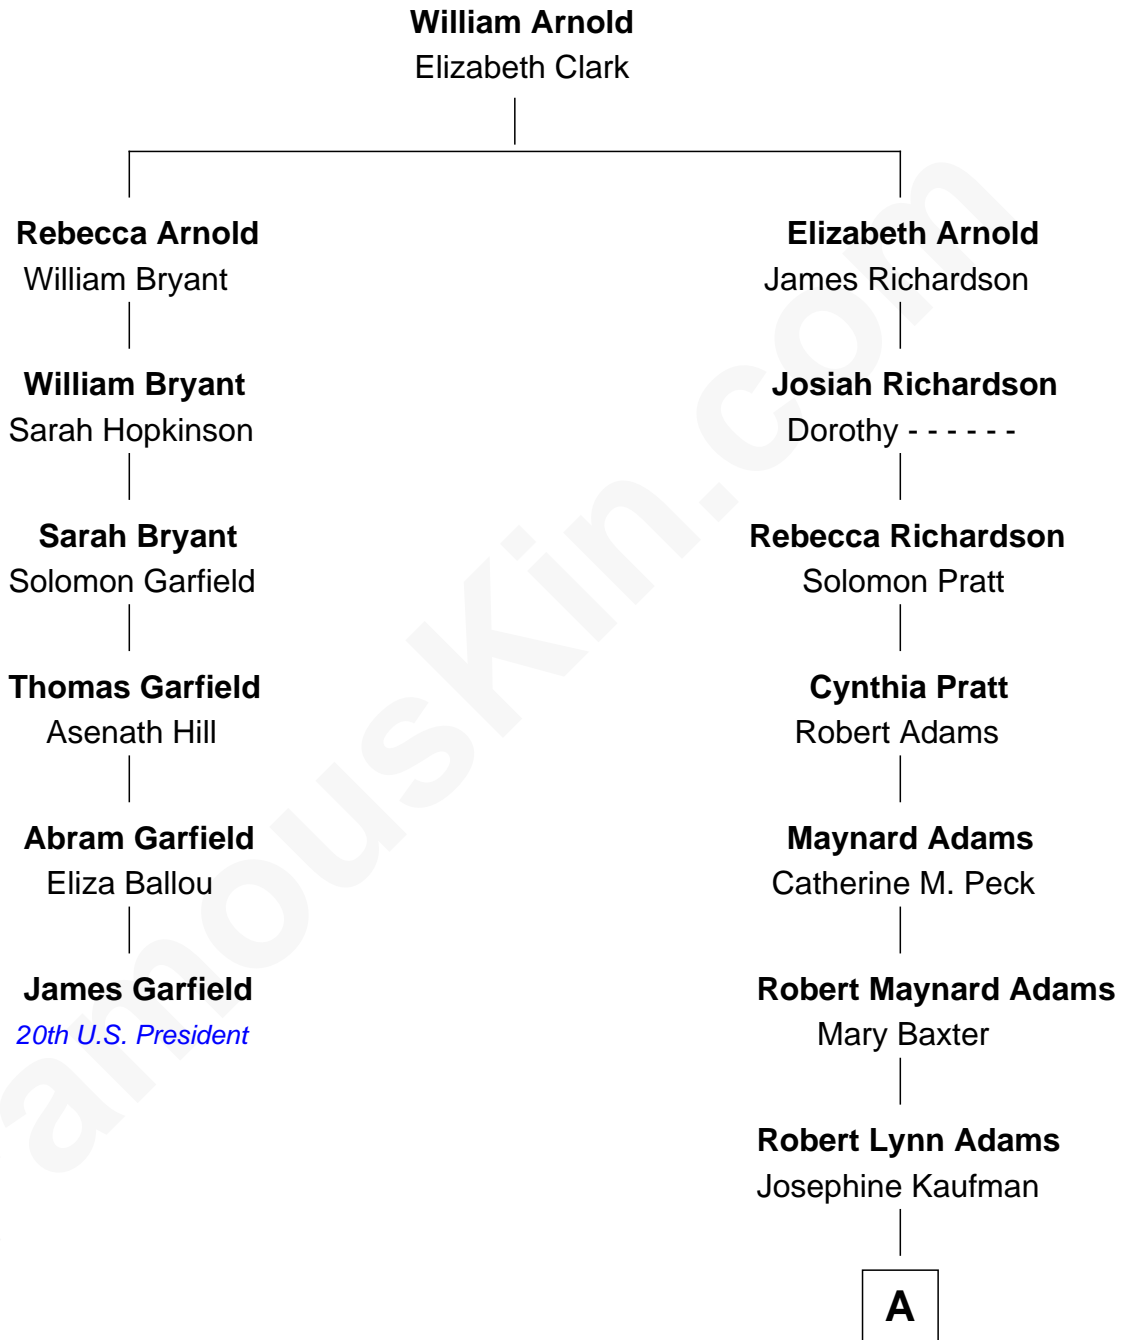 William Arnold
Elizabeth Clark
Rebecca Arnold
William Bryant
Elizabeth Arnold
James Richardson
William Bryant
Sarah Hopkinson
Josiah Richardson
Dorothy - - - - - -
Sarah Bryant
Solomon Garfield
Rebecca Richardson
Solomon Pratt
Thomas Garfield
Asenath Hill
Cynthia Pratt
Robert Adams
Abram Garfield
Eliza Ballou
Maynard Adams
Catherine M. Peck
James Garfield
20th U.S. President
Robert Maynard Adams
Mary Baxter
Robert Lynn Adams
Josephine Kaufman
A
amousKin.com